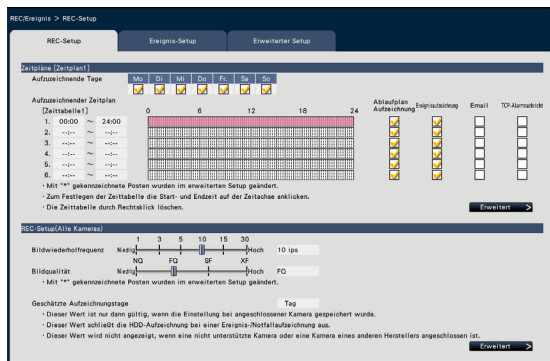 REC/Ereignis > REC-Setup
REC-Setup Ereignis-Setup Erweiterter Setup
Zeitpläne [Zeitplan1]
Aufzuzeichnende Tage Mo Di Mi Do Fr. Sa So
Aufzuzeichnender Zeitplan
[Zeittabelle1] 0 6 12 18 24 Ablaufplan Aufzeichnung Ereignisaufzeichnung Email TCP-Alarmnachricht
1. 00:00 ~ 24:00
2. --:-- ~ --:--
3. --:-- ~ --:--
4. --:-- ~ --:--
5. --:-- ~ --:--
6. --:-- ~ --:--
・Mit "*" gekennzeichnete Posten wurden im erweiterten Setup geändert.
・Zum Festlegen der Zeittabelle die Start- und Endzeit auf der Zeitachse anklicken.
・Die Zeittabelle durch Rechtsklick löschen.
Erweitert >
REC-Setup(Alle Kameras)
1 3 5 10 15 30
Bildwiederholfrequenz Niedrig Hoch 10 ips
NQ FQ SF XF
Bildqualität Niedrig Hoch FQ
・Mit "*" gekennzeichnete Posten wurden im erweiterten Setup geändert.
Geschätzte Aufzeichnungstage Tag
・Dieser Wert ist nur dann gültig, wenn die Einstellung bei angeschlossener Kamera gespeichert wurde.
・Dieser Wert schließt die HDD-Aufzeichnung bei einer Ereignis-/Notfallaufzeichnung aus.
・Dieser Wert wird nicht angezeigt, wenn eine nicht unterstützte Kamera oder eine Kamera eines anderen Herstellers angeschlossen ist.
Erweitert >